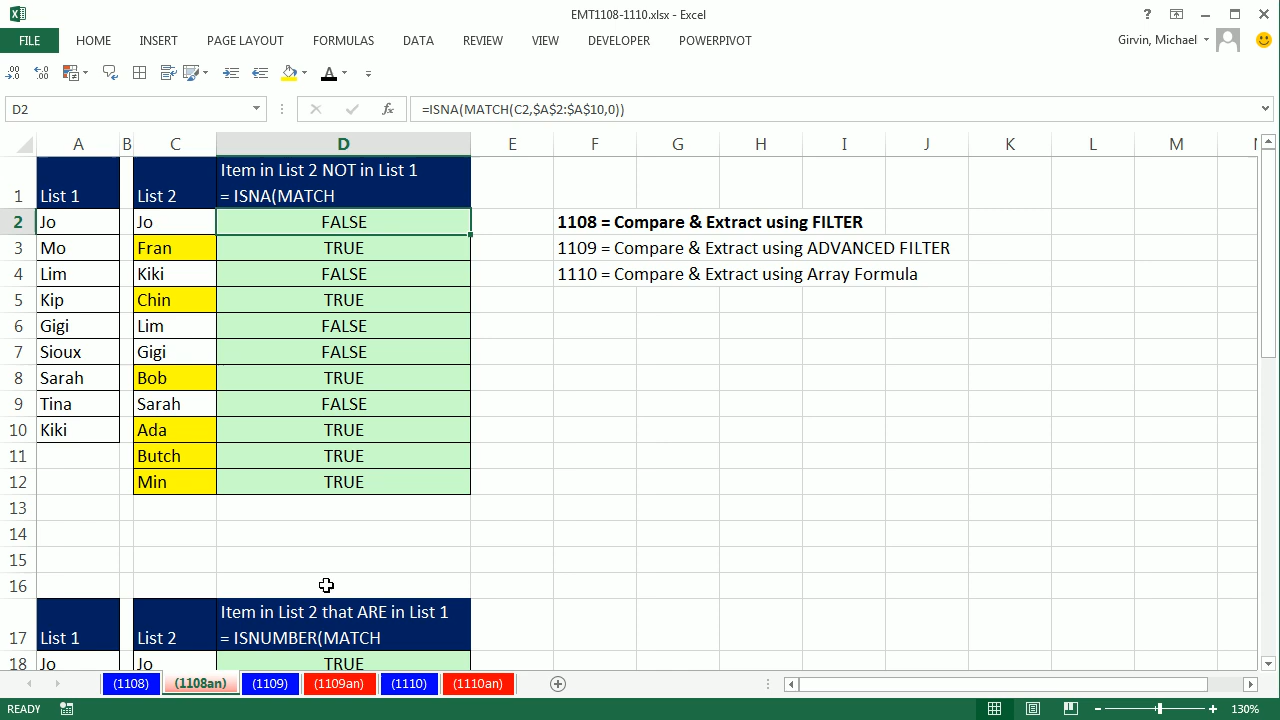 EMT1108-1110.xlsx - Excel
FILE HOME INSERT PAGE LAYOUT FORMULAS DATA REVIEW VIEW DEVELOPER POWERPIVOT Girvin, Michael
D2 fx =ISNA(MATCH(C2,$A$2:$A$10,0))
A B C D E F G H I J K L M
Item in List 2 NOT in List 1
1 List 1 List 2 = ISNA(MATCH
2 Jo Jo FALSE 1108 = Compare & Extract using FILTER
3 Mo Fran TRUE 1109 = Compare & Extract using ADVANCED FILTER
4 Lim Kiki FALSE 1110 = Compare & Extract using Array Formula
5 Kip Chin TRUE
6 Gigi Lim FALSE
7 Sioux Gigi FALSE
8 Sarah Bob TRUE
9 Tina Sarah FALSE
10 Kiki Ada TRUE
11 Butch TRUE
12 Min TRUE
13
14
15
16
Item in List 2 that ARE in List 1
17 List 1 List 2 = ISNUMBER(MATCH
18 Jo Jo TRUE
(1108) (1108an) (1109) (1109an) (1110) (1110an)
READY 130%